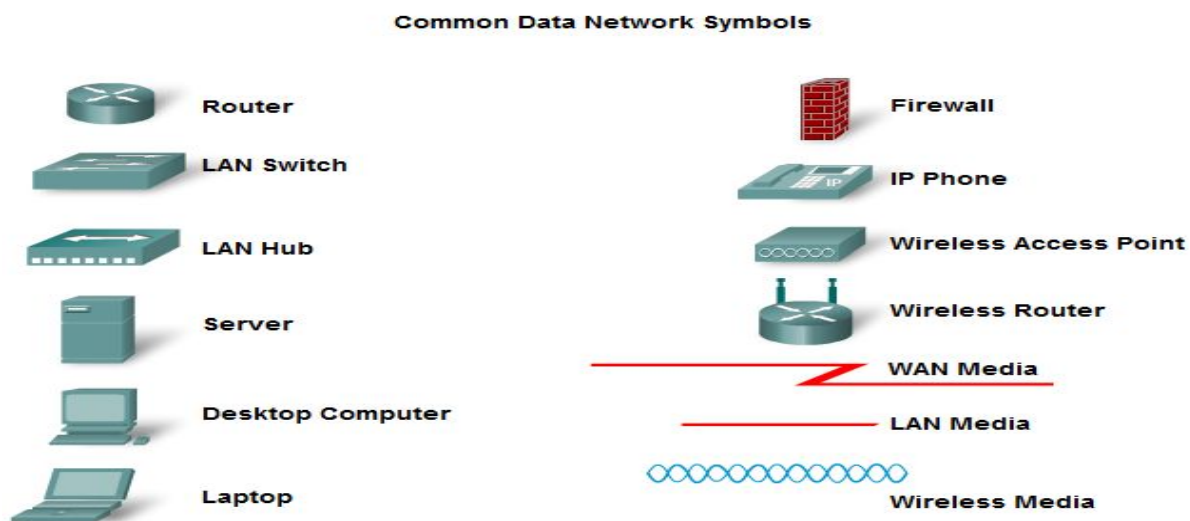 Common Data Network Symbols
Router
LAN Switch
LAN Hub
Server
Desktop Computer
Laptop
Firewall
IP Phone
IP
Wireless Access Point
Wireless Router
WAN Media
LAN Media
Wireless Media